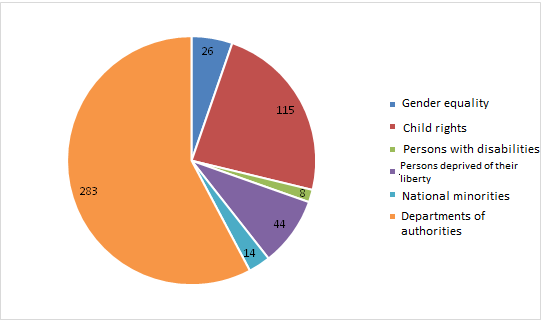 26
115
8
44
14
283
Gender equality
Child rights
Persons with disabilities
Persons deprived of their
liberty
National minorities
Departments of
authorities